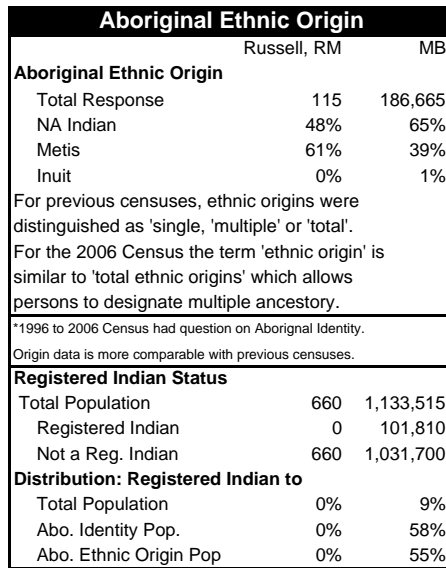 Aboriginal Ethnic Origin
Russell, RM MB
Aboriginal Ethnic Origin
Total Response 115 186,665
NA Indian 48% 65%
Metis 61% 39%
Inuit 0% 1%
For previous censuses, ethnic origins were
distinguished as 'single, 'multiple' or 'total'.
For the 2006 Census the term 'ethnic origin' is
similar to 'total ethnic origins' which allows
persons to designate multiple ancestory.
*1996 to 2006 Census had question on Aborignal Identity.
Origin data is more comparable with previous censuses.
Registered Indian Status
Total Population 660 1,133,515
Registered Indian 0 101,810
Not a Reg. Indian 660 1,031,700
Distribution: Registered Indian to
Total Population 0% 9%
Abo. Identity Pop. 0% 58%
Abo. Ethnic Origin Pop 0% 55%